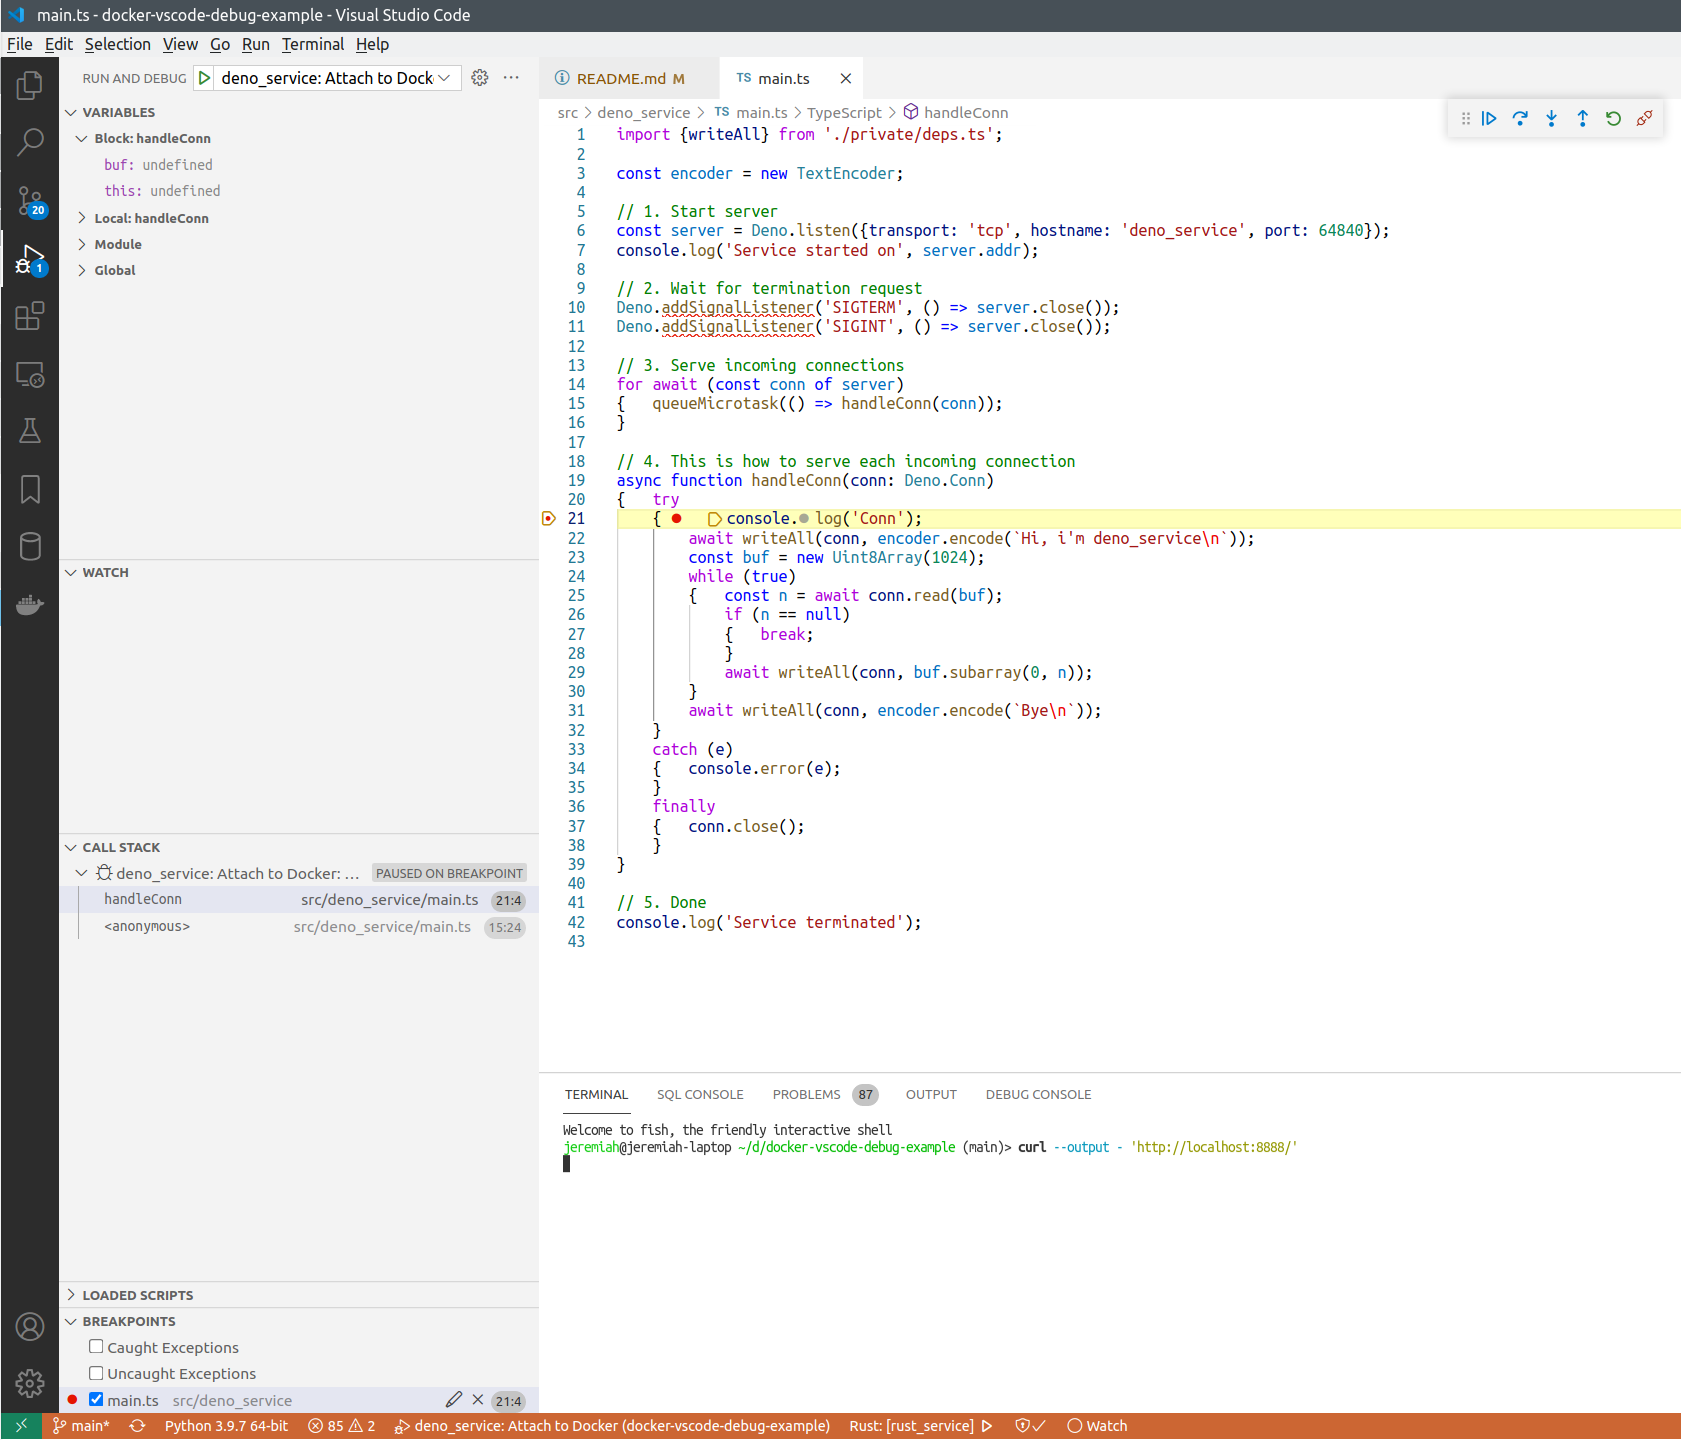 main.ts - docker-vscode-debug-example - Visual Studio Code
File Edit Selection View Go Run Terminal Help
RUN AND DEBUG deno_service: Attach to Dock
VARIABLES
Block: handleConn
buf: undefined
this: undefined
Local: handleConn
Module
Global
20
1
WATCH
CALL STACK
deno_service: Attach to Docker: ... PAUSED ON BREAKPOINT
handleConn src/deno_service/main.ts 21:4
<anonymous> src/deno_service/main.ts 15:24
LOADED SCRIPTS
BREAKPOINTS
Caught Exceptions
Uncaught Exceptions
main.ts src/deno_service 21:4
README.md M TS main.ts
src > deno_service > TS main.ts > TypeScript > handleConn
1 import {writeAll} from './private/deps.ts';
2
3 const encoder = new TextEncoder;
4
5 // 1. Start server
6 const server = Deno.listen({transport: 'tcp', hostname: 'deno_service', port: 64840});
7 console.log('Service started on', server.addr);
8
9 // 2. Wait for termination request
10 Deno.addSignalListener('SIGTERM', () => server.close());
11 Deno.addSignalListener('SIGINT', () => server.close());
12
13 // 3. Serve incoming connections
14 for await (const conn of server)
15 {   queueMicrotask(() => handleConn(conn));
16 }
17
18 // 4. This is how to serve each incoming connection
19 async function handleConn(conn: Deno.Conn)
20 {   try
21     {   console.log('Conn');
22         await writeAll(conn, encoder.encode(`Hi, i'm deno_service\n`));
23         const buf = new Uint8Array(1024);
24         while (true)
25         {   const n = await conn.read(buf);
26             if (n == null)
27             {   break;
28             }
29             await writeAll(conn, buf.subarray(0, n));
30         }
31         await writeAll(conn, encoder.encode(`Bye\n`));
32     }
33     catch (e)
34     {   console.error(e);
35     }
36     finally
37     {   conn.close();
38     }
39 }
40
41 // 5. Done
42 console.log('Service terminated');
43
TERMINAL SQL CONSOLE PROBLEMS 87 OUTPUT DEBUG CONSOLE
Welcome to fish, the friendly interactive shell
jeremiah@jeremiah-laptop ~/d/docker-vscode-debug-example (main)> curl --output - 'http://localhost:8888/'
main* Python 3.9.7 64-bit 85 2 deno_service: Attach to Docker (docker-vscode-debug-example) Rust: [rust_service] Watch